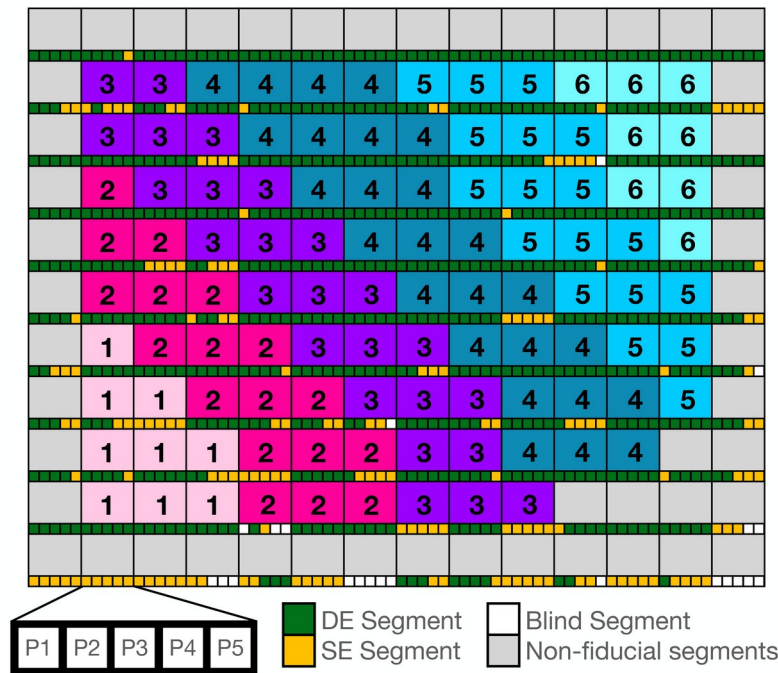 3 3 4 4 4 4 5 5 5 6 6 6
3 3 3 4 4 4 4 5 5 5 6 6
2 3 3 3 4 4 4 5 5 5 6 6
2 2 3 3 3 4 4 4 5 5 5 6
2 2 2 3 3 3 4 4 4 5 5 5
1 2 2 2 3 3 3 4 4 4 5 5
1 1 2 2 2 3 3 3 4 4 4 5
1 1 1 2 2 2 3 3 4 4 4
1 1 1 2 2 2 3 3 3
P1 P2 P3 P4 P5
DE Segment
SE Segment
Blind Segment
Non-fiducial segments